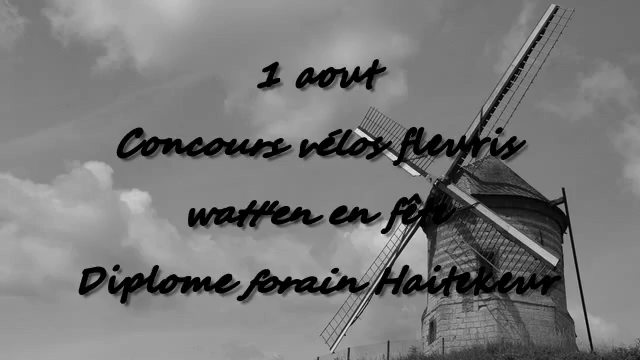 1 aout
Concours vélos fleuris
watt'en en fête
Diplome forain Haitekeur